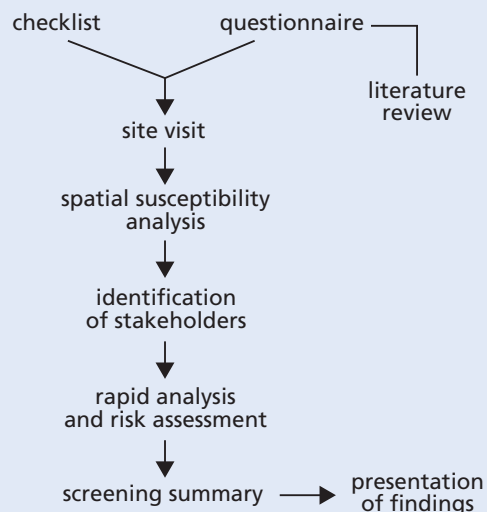 checklist
questionnaire
literature
review
site visit
spatial susceptibility
analysis
identification
of stakeholders
rapid analysis
and risk assessment
screening summary
presentation
of findings